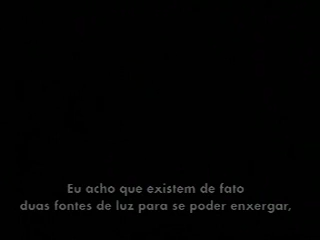 Eu acho que existem de fato
duas fontes de luz para se poder enxergar,